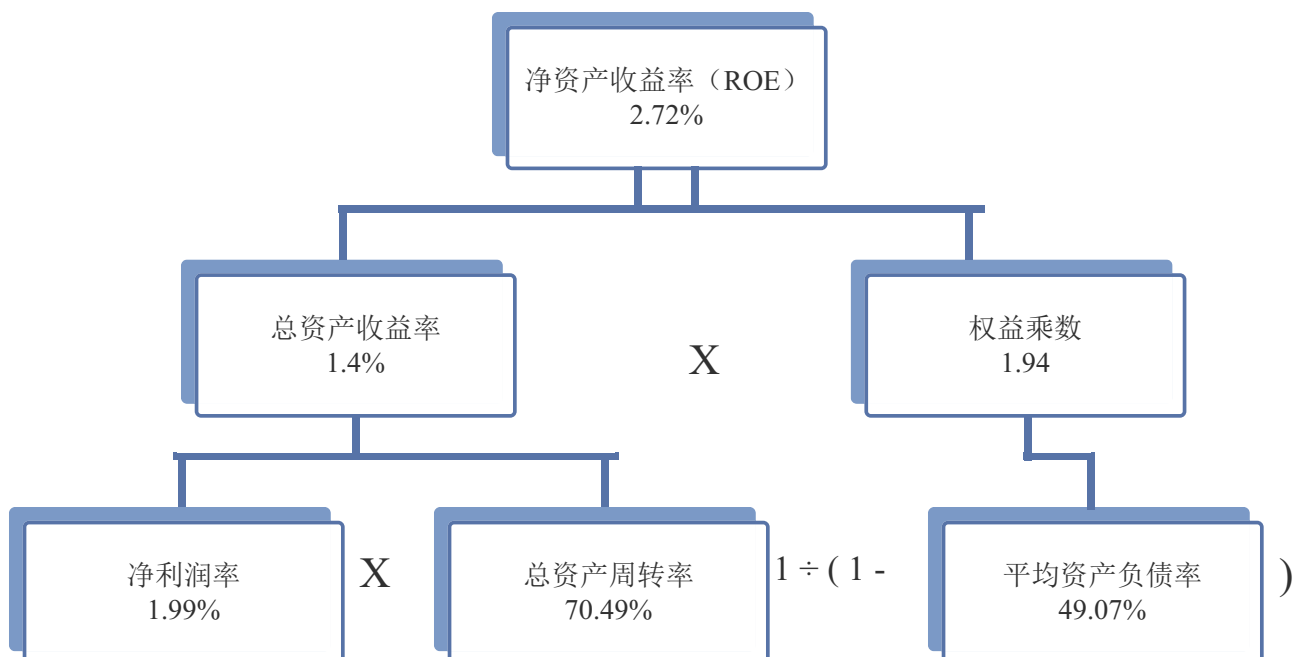 净资产收益率（ROE）
2.72%
总资产收益率
1.4%
X
权益乘数
1.94
净利润率
1.99%
X
总资产周转率
70.49%
1 ÷ ( 1 -
平均资产负债率
49.07%
)